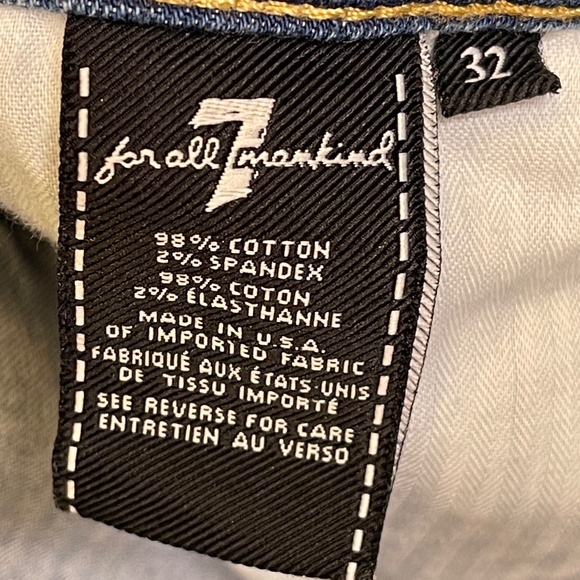 32
7
for all mankind
98% COTTON
2% SPANDEX
98% COTON
2% ÉLASTHANNE
MADE IN U.S.A.
OF IMPORTED FABRIC
FABRIQUÉ AUX ÉTATS-UNIS
DE TISSU IMPORTÉ
SEE REVERSE FOR CARE
ENTRETIEN AU VERSO